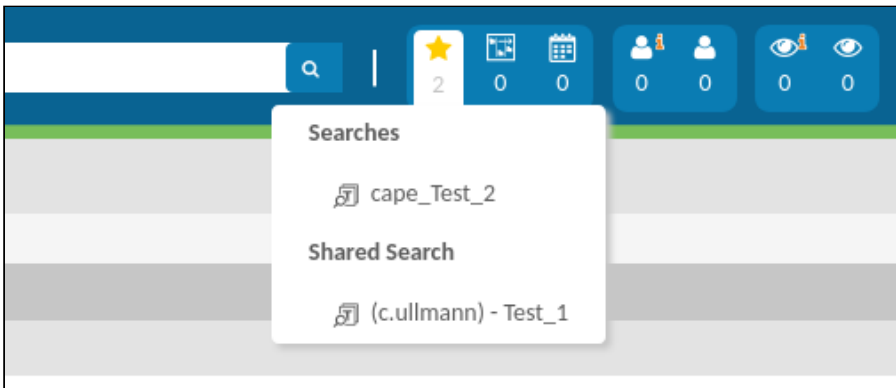 2 0 0 0 0 0 0
Searches
cape_Test_2
Shared Search
(c.ullmann) - Test_1